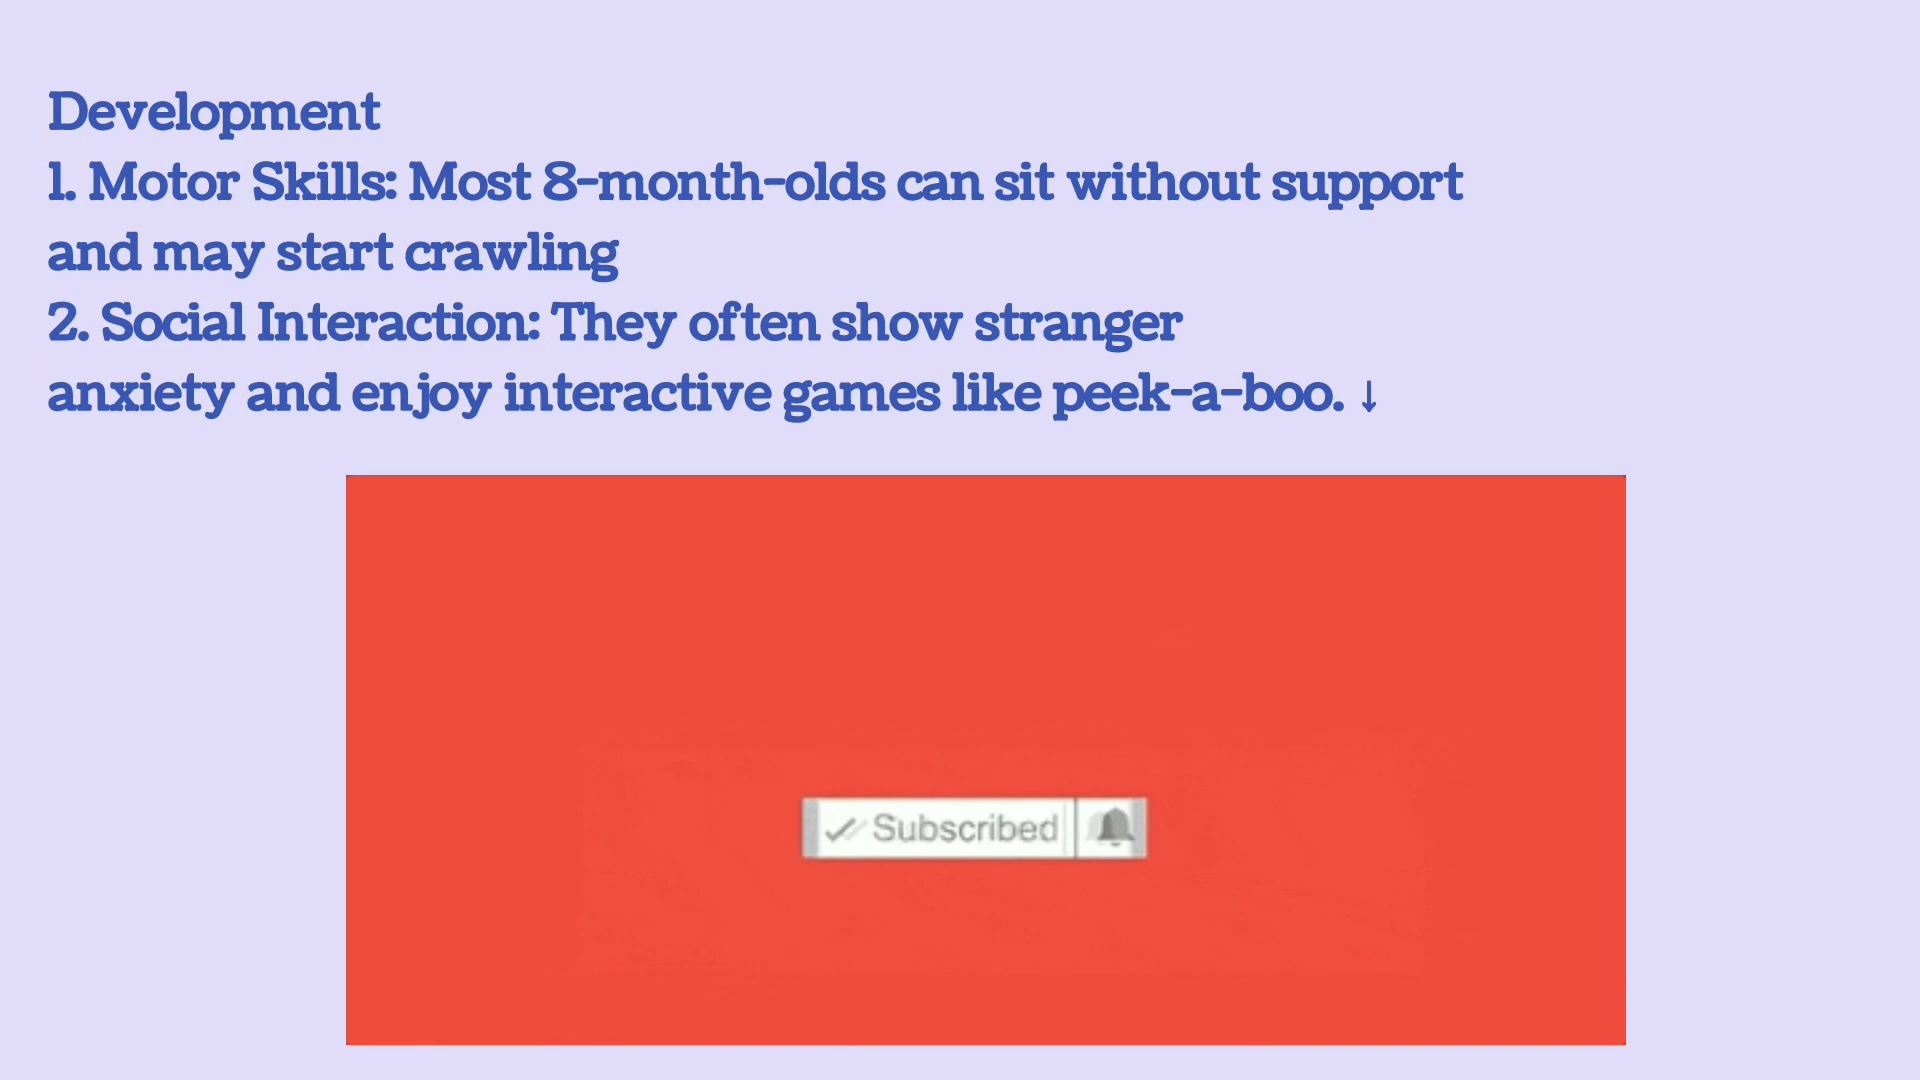 Development
1. Motor Skills: Most 8-month-olds can sit without support
and may start crawling
2. Social Interaction: They often show stranger
anxiety and enjoy interactive games like peek-a-boo. ↓
Subscribed